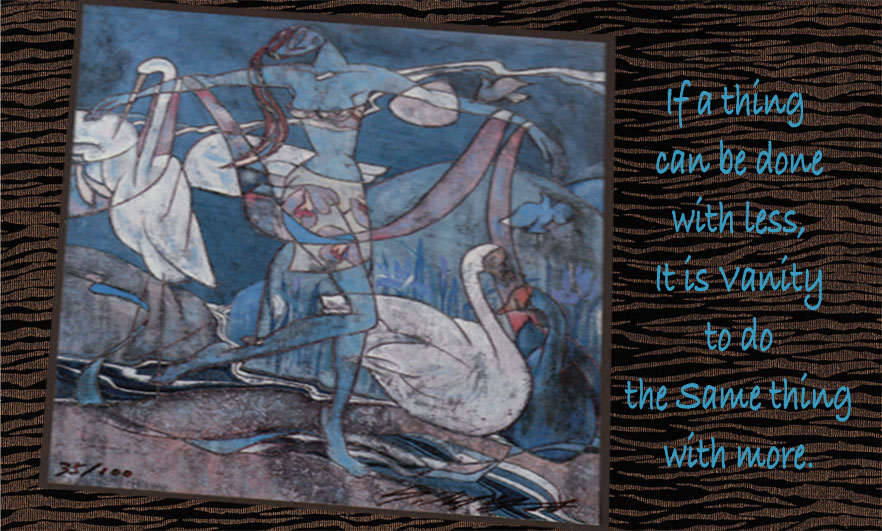 If a thing
can be done
with less,
It is Vanity
to do
the Same thing
with more.
35/100